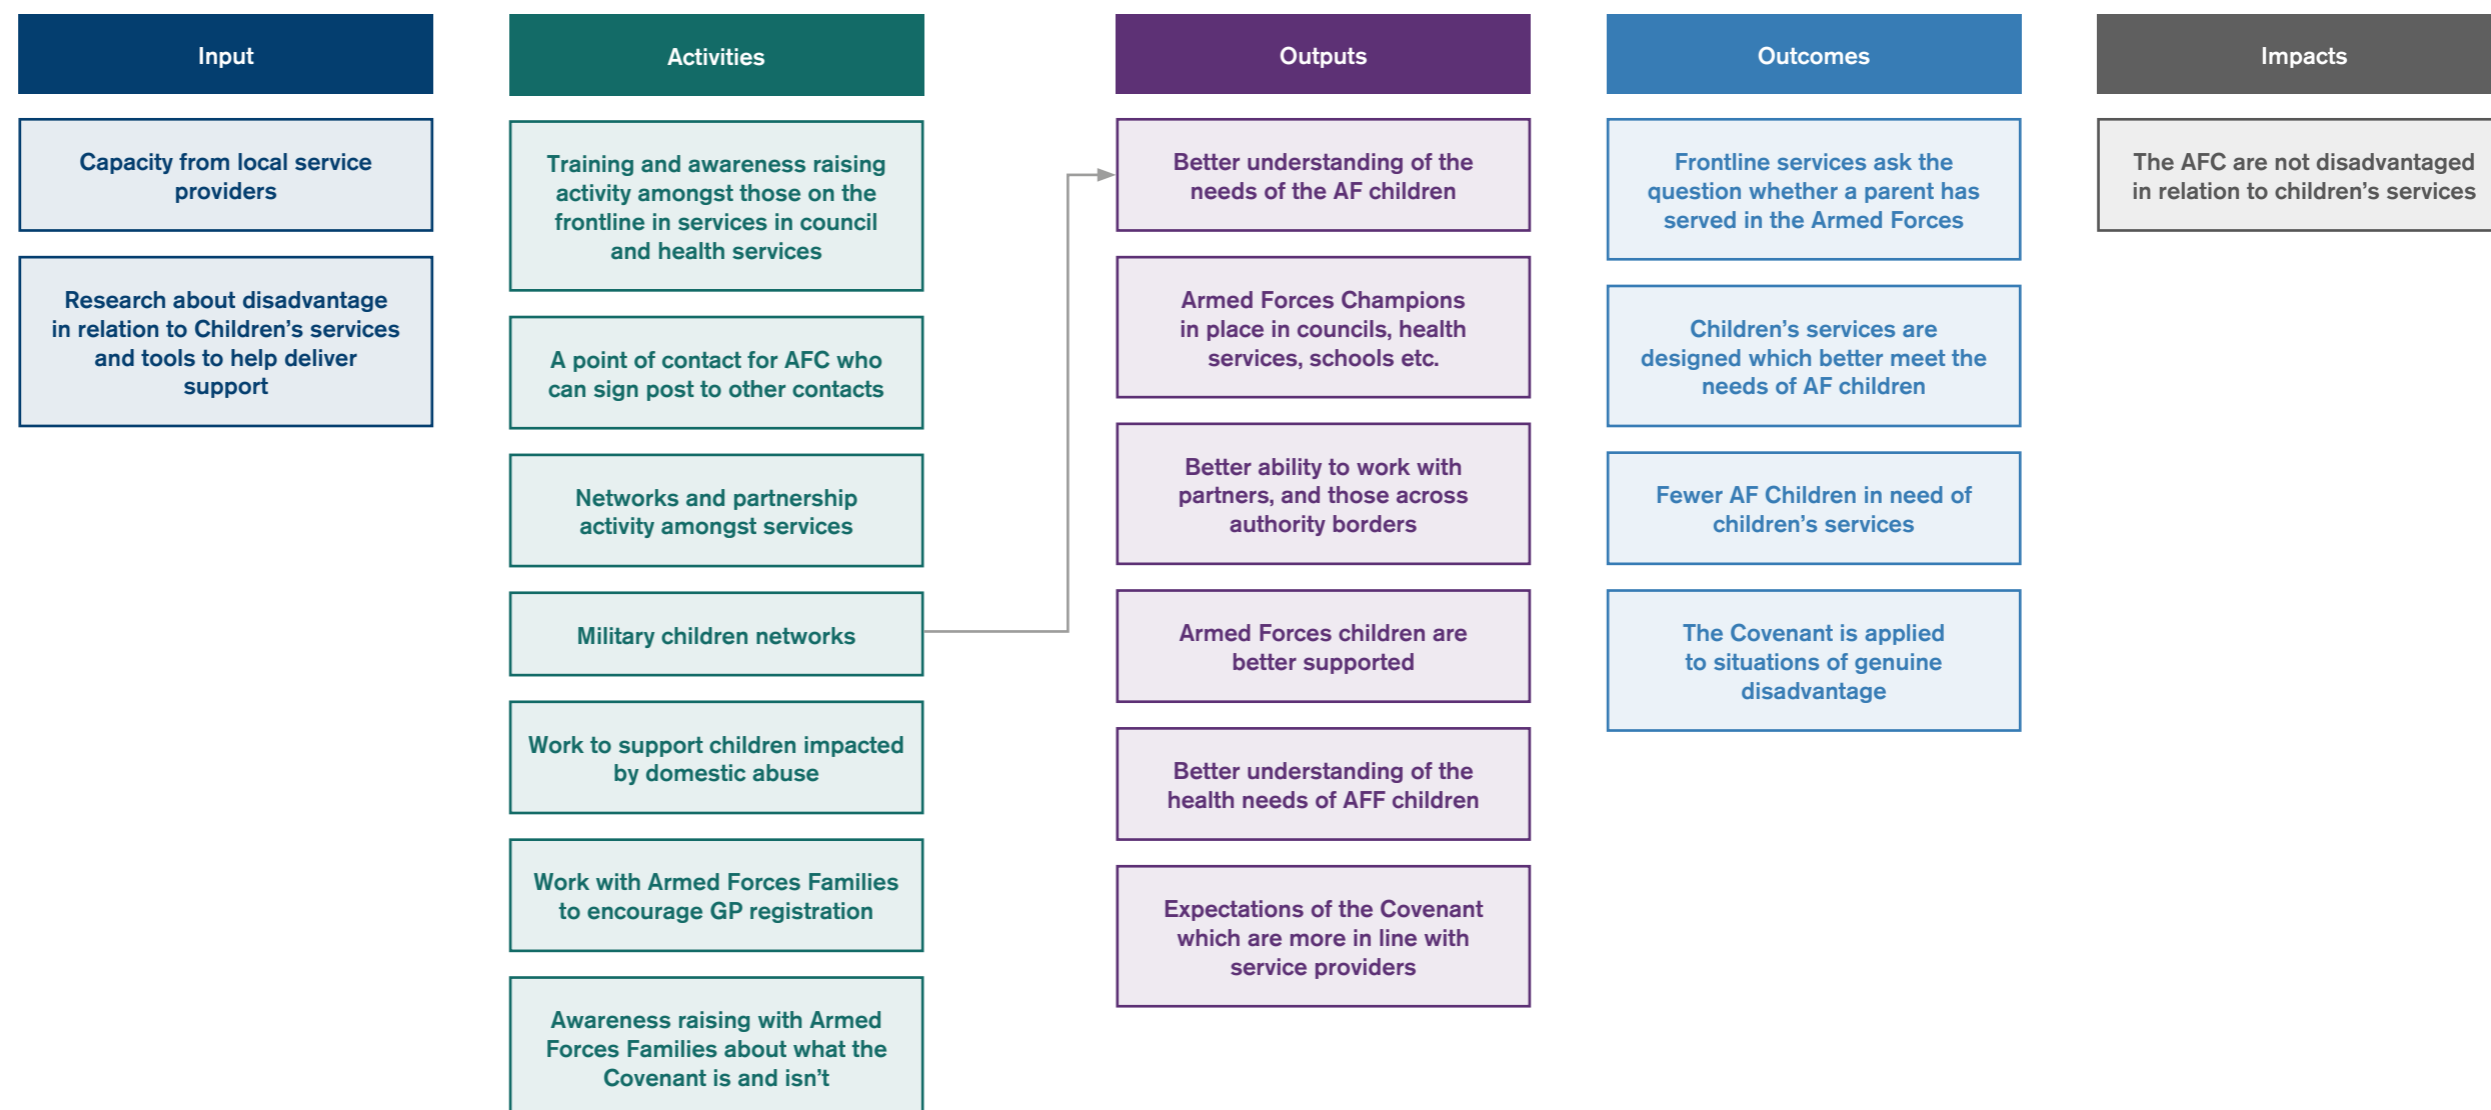 Input
Capacity from local service
providers
Research about disadvantage
in relation to Children's services
and tools to help deliver
support
Activities
Training and awareness raising
activity amongst those on the
frontline in services in council
and health services
A point of contact for AFC who
can sign post to other contacts
Networks and partnership
activity amongst services
Military children networks
Work to support children impacted
by domestic abuse
Work with Armed Forces Families
to encourage GP registration
Awareness raising with Armed
Forces Families about what the
Covenant is and isn't
Outputs
Better understanding of the
needs of the AF children
Armed Forces Champions
in place in councils, health
services, schools etc.
Better ability to work with
partners, and those across
authority borders
Armed Forces children are
better supported
Better understanding of the
health needs of AFF children
Expectations of the Covenant
which are more in line with
service providers
Outcomes
Frontline services ask the
question whether a parent has
served in the Armed Forces
Children's services are
designed which better meet the
needs of AF children
Fewer AF Children in need of
children's services
The Covenant is applied
to situations of genuine
disadvantage
Impacts
The AFC are not disadvantaged
in relation to children's services